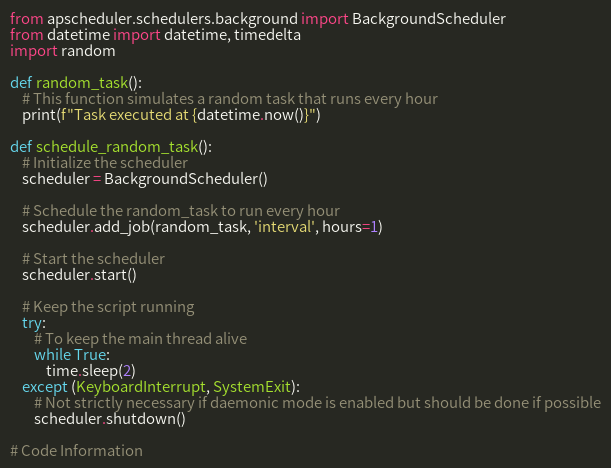 from apscheduler.schedulers.background import BackgroundScheduler
from datetime import datetime, timedelta
import random
def random_task():
# This function simulates a random task that runs every hour
print(f"Task executed at {datetime.now()}")
def schedule_random_task():
# Initialize the scheduler
scheduler = BackgroundScheduler()
# Schedule the random_task to run every hour
scheduler.add_job(random_task, 'interval', hours=1)
# Start the scheduler
scheduler.start()
# Keep the script running
try:
# To keep the main thread alive
while True:
time.sleep(2)
except (KeyboardInterrupt, SystemExit):
# Not strictly necessary if daemonic mode is enabled but should be done if possible
scheduler.shutdown()
# Code Information